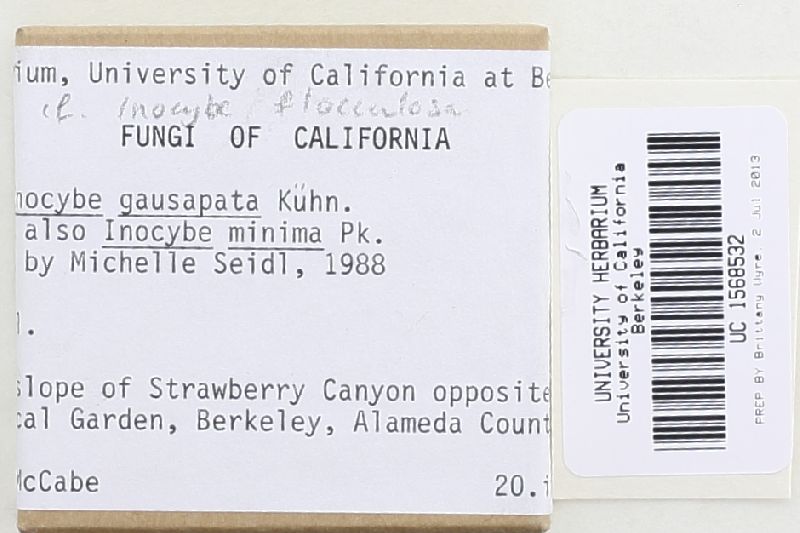 ium, University of California at Be
cf. Inocybe flocculosa
FUNGI OF CALIFORNIA
nocybe gausapata Kühn.
also Inocybe minima Pk.
by Michelle Seidl, 1988
l.
slope of Strawberry Canyon opposite
cal Garden, Berkeley, Alameda Count
McCabe 20.i
UNIVERSITY HERBARIUM
University of California
Berkeley
UC 1568532
PREP BY Brittany Uyre, 2 Jul 2013